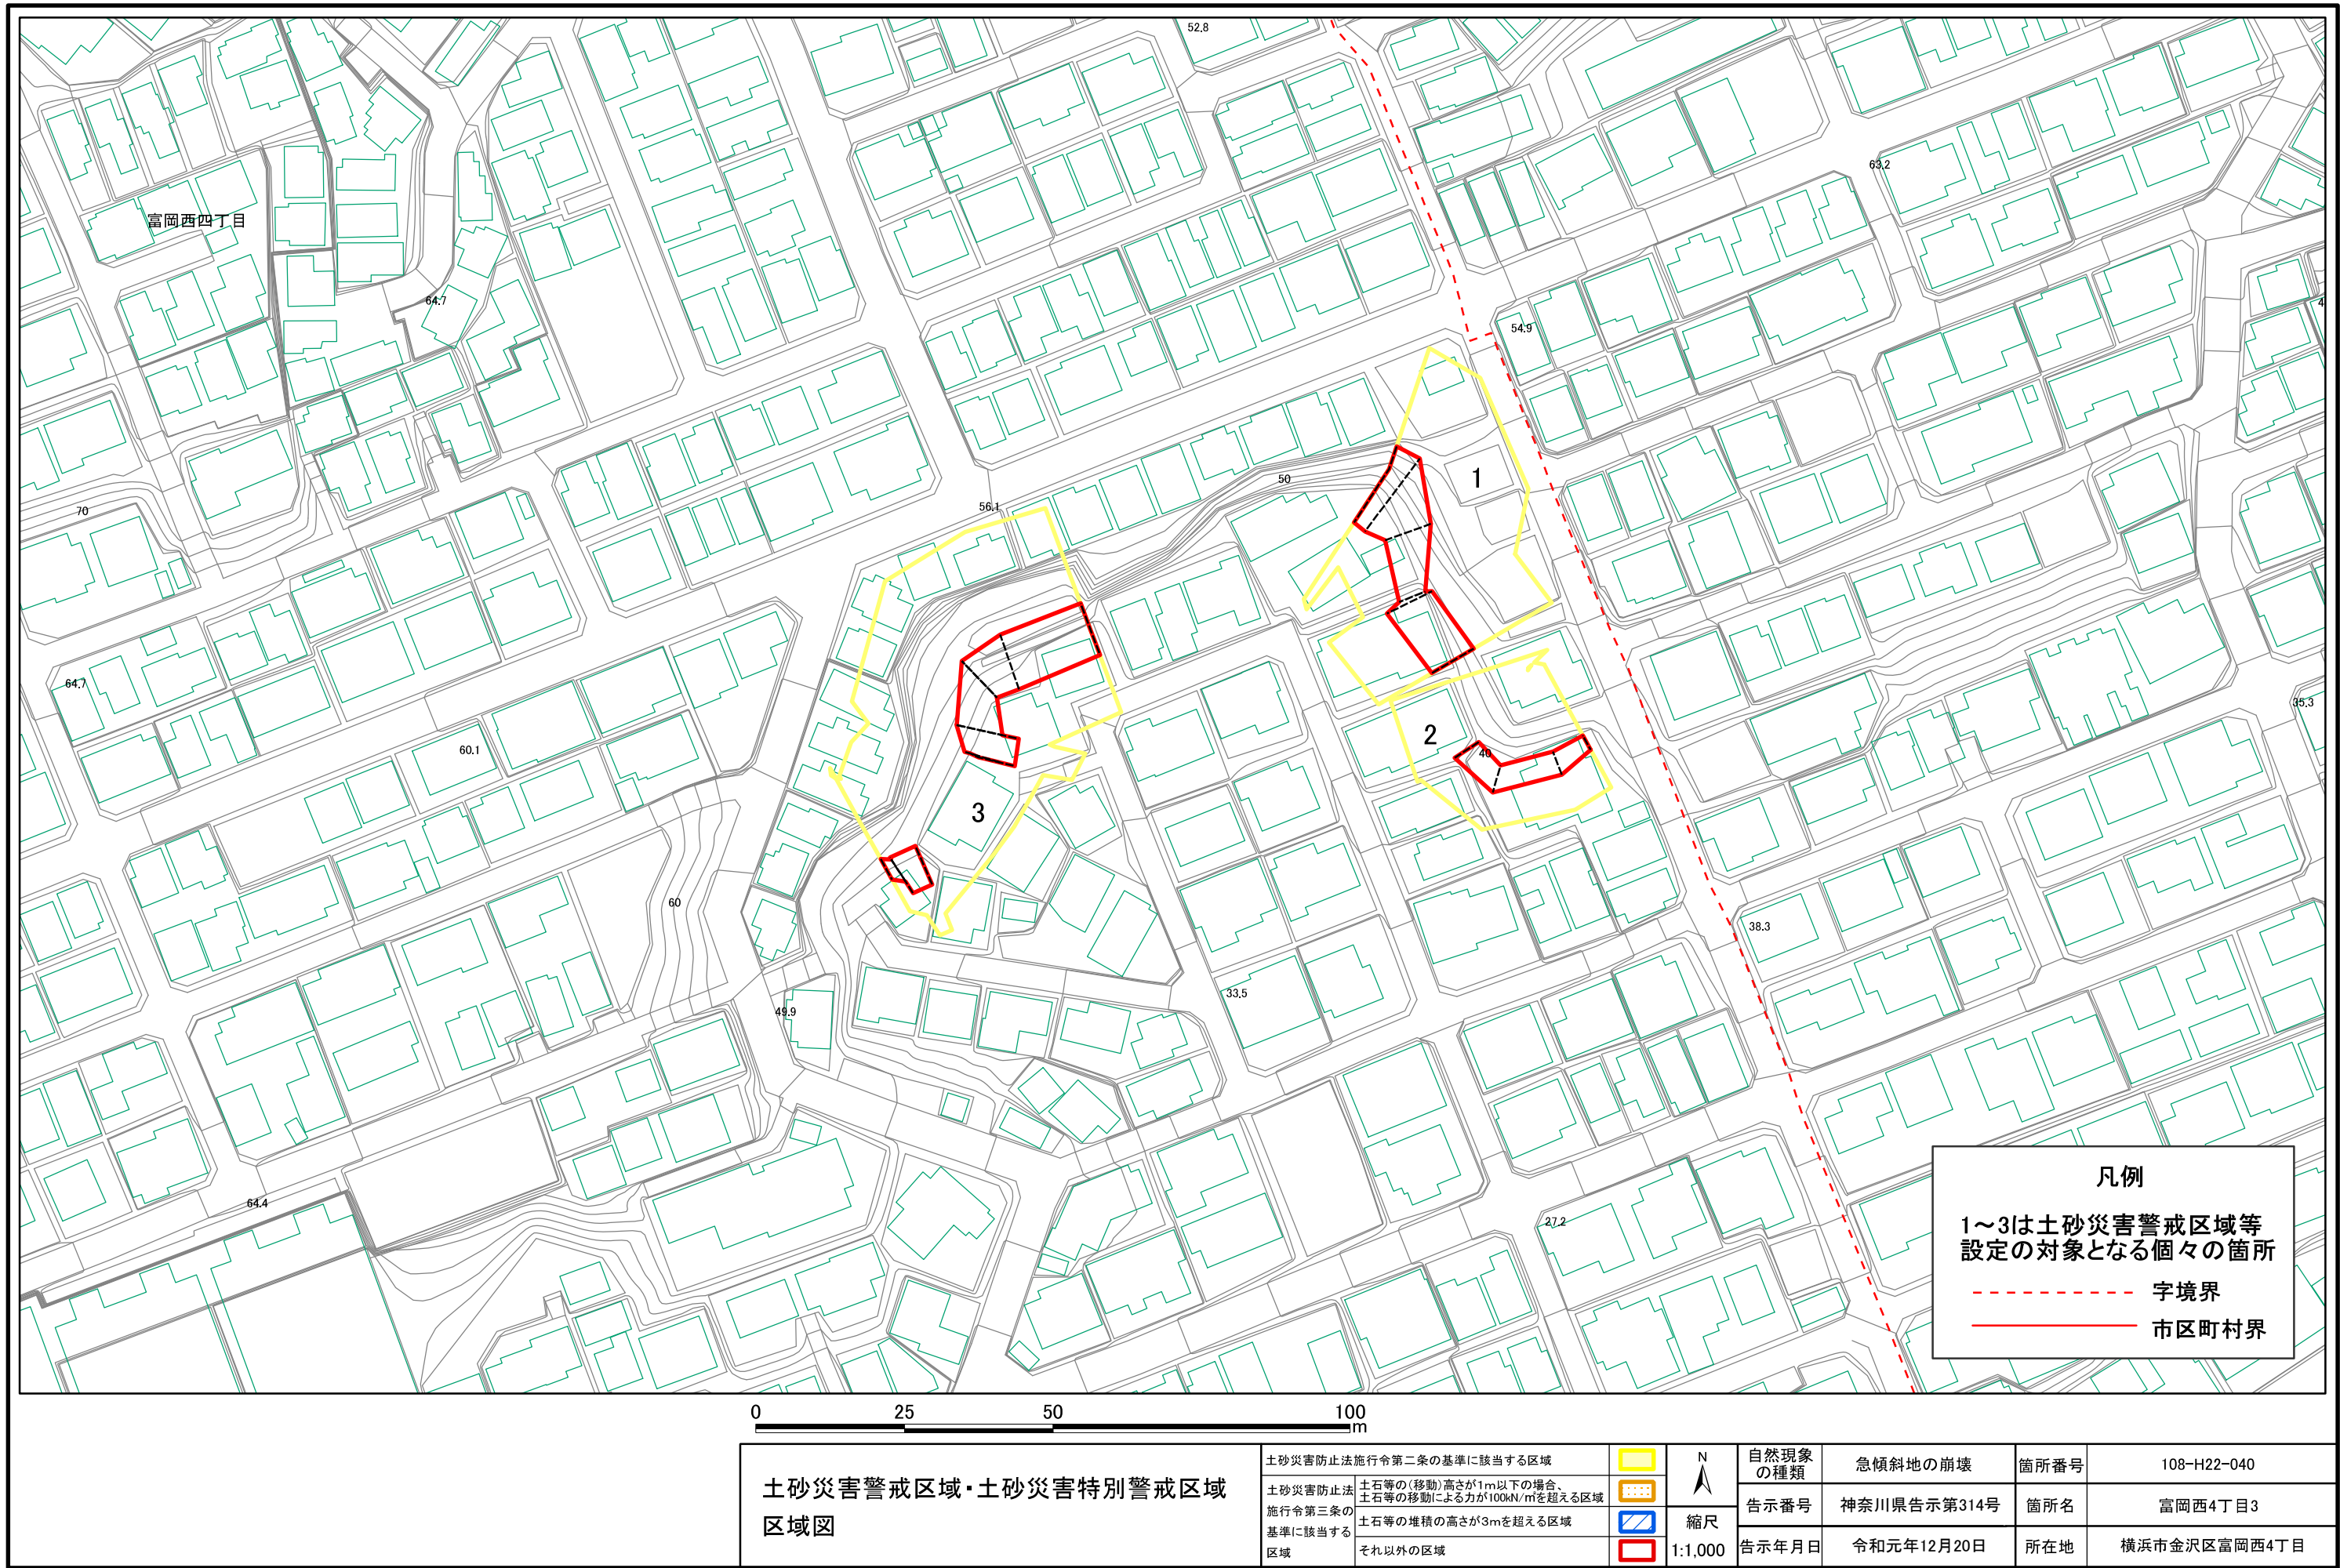 52.8
63.2
富岡西四丁目
64.7
54.9
50
1
70
56.1
64.7
35.3
60.1
2
40
3
60
38.3
33.5
49.9
64.4
27.2
凡例
1～3は土砂災害警戒区域等
設定の対象となる個々の箇所
字境界
市区町村界
0 25 50 100
m
土砂災害警戒区域・土砂災害特別警戒区域
区域図
土砂災害防止法施行令第二条の基準に該当する区域
土砂災害防止法
施行令第三条の
基準に該当する
区域
土石等の(移動)高さが1m以下の場合、
土石等の移動による力が100kN/㎡を超える区域
土石等の堆積の高さが3mを超える区域
それ以外の区域
N
縮尺
1:1,000
自然現象
の種類
急傾斜地の崩壊
箇所番号
108-H22-040
告示番号
神奈川県告示第314号
箇所名
富岡西4丁目3
告示年月日
令和元年12月20日
所在地
横浜市金沢区富岡西4丁目